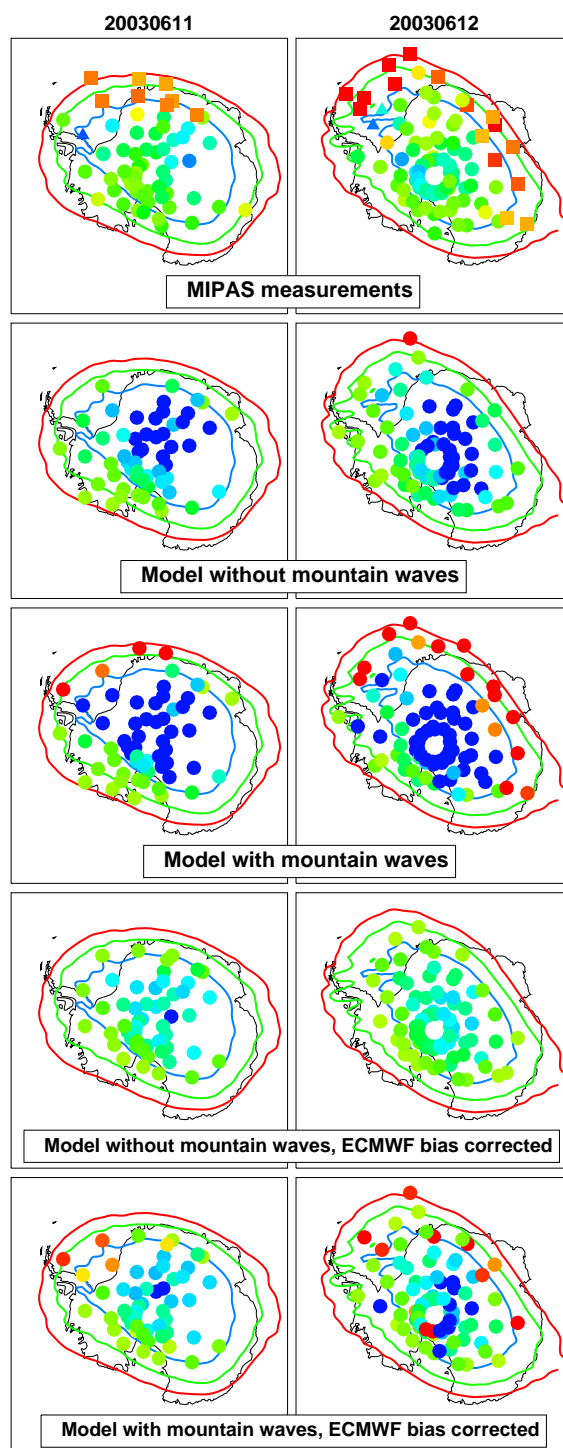 20030611 20030612
MIPAS measurements
Model without mountain waves
Model with mountain waves
Model without mountain waves, ECMWF bias corrected
Model with mountain waves, ECMWF bias corrected